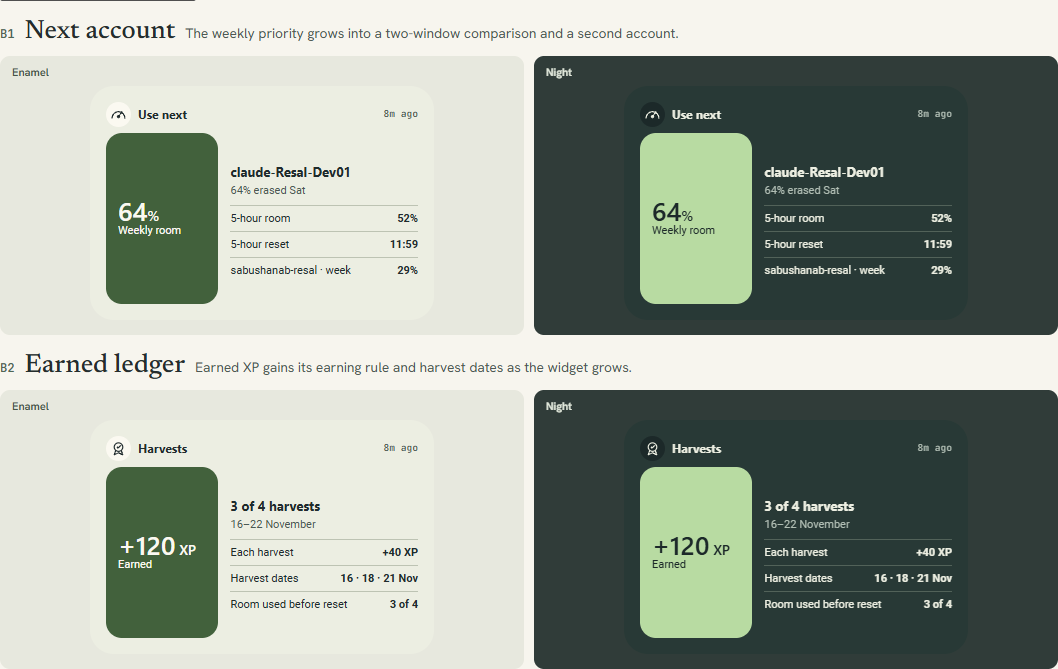 B1 Next account The weekly priority grows into a two-window comparison and a second account.
Enamel
Use next 8m ago
64%
Weekly room
claude-Resal-Dev01
64% erased Sat
5-hour room 52%
5-hour reset 11:59
sabushanab-resal · week 29%
Night
Use next 8m ago
64%
Weekly room
claude-Resal-Dev01
64% erased Sat
5-hour room 52%
5-hour reset 11:59
sabushanab-resal · week 29%
B2 Earned ledger Earned XP gains its earning rule and harvest dates as the widget grows.
Enamel
Harvests 8m ago
+120 XP
Earned
3 of 4 harvests
16–22 November
Each harvest +40 XP
Harvest dates 16 · 18 · 21 Nov
Room used before reset 3 of 4
Night
Harvests 8m ago
+120 XP
Earned
3 of 4 harvests
16–22 November
Each harvest +40 XP
Harvest dates 16 · 18 · 21 Nov
Room used before reset 3 of 4